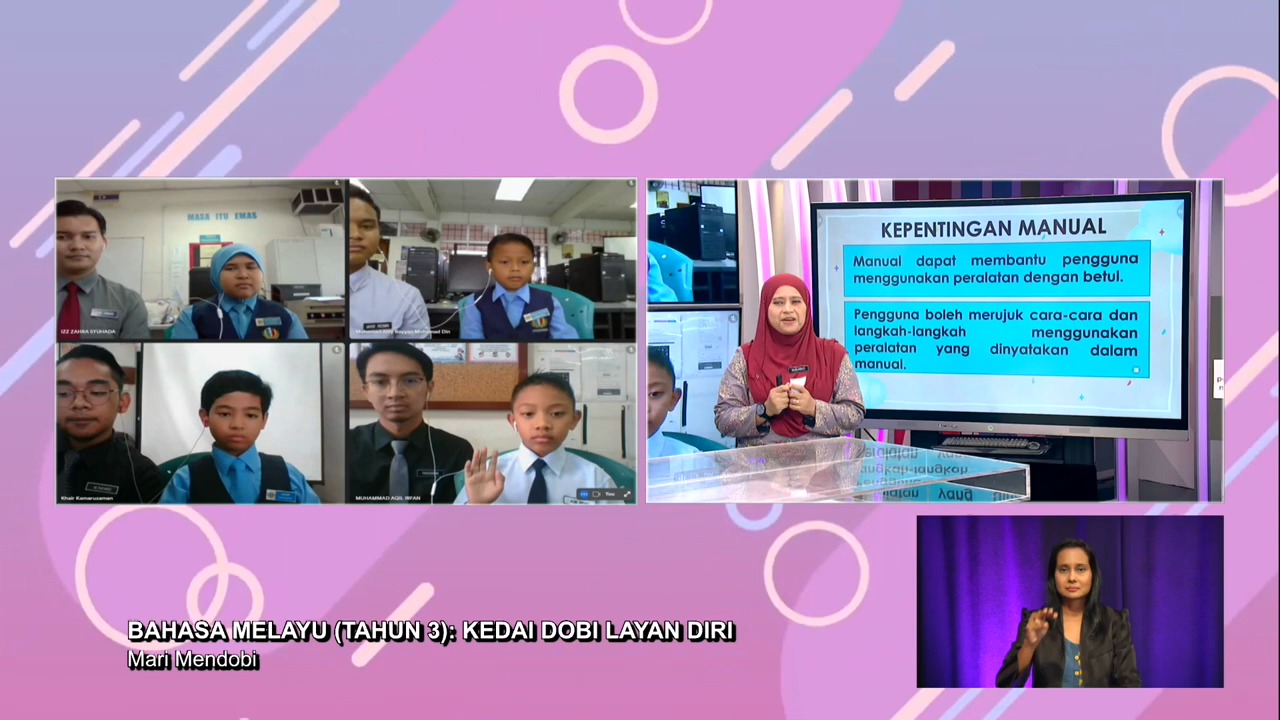 MASA ITU EMAS
IZZ ZAHRA SYUHADA
Khair Kamaruzaman
MUHAMMAD AQIL IRFAN
You
KEPENTINGAN MANUAL
Manual dapat membantu pengguna
menggunakan peralatan dengan betul.
Pengguna boleh merujuk cara-cara dan
langkah-langkah menggunakan
peralatan yang dinyatakan dalam
manual.
BAHASA MELAYU (TAHUN 3): KEDAI DOBI LAYAN DIRI
Mari Mendobi